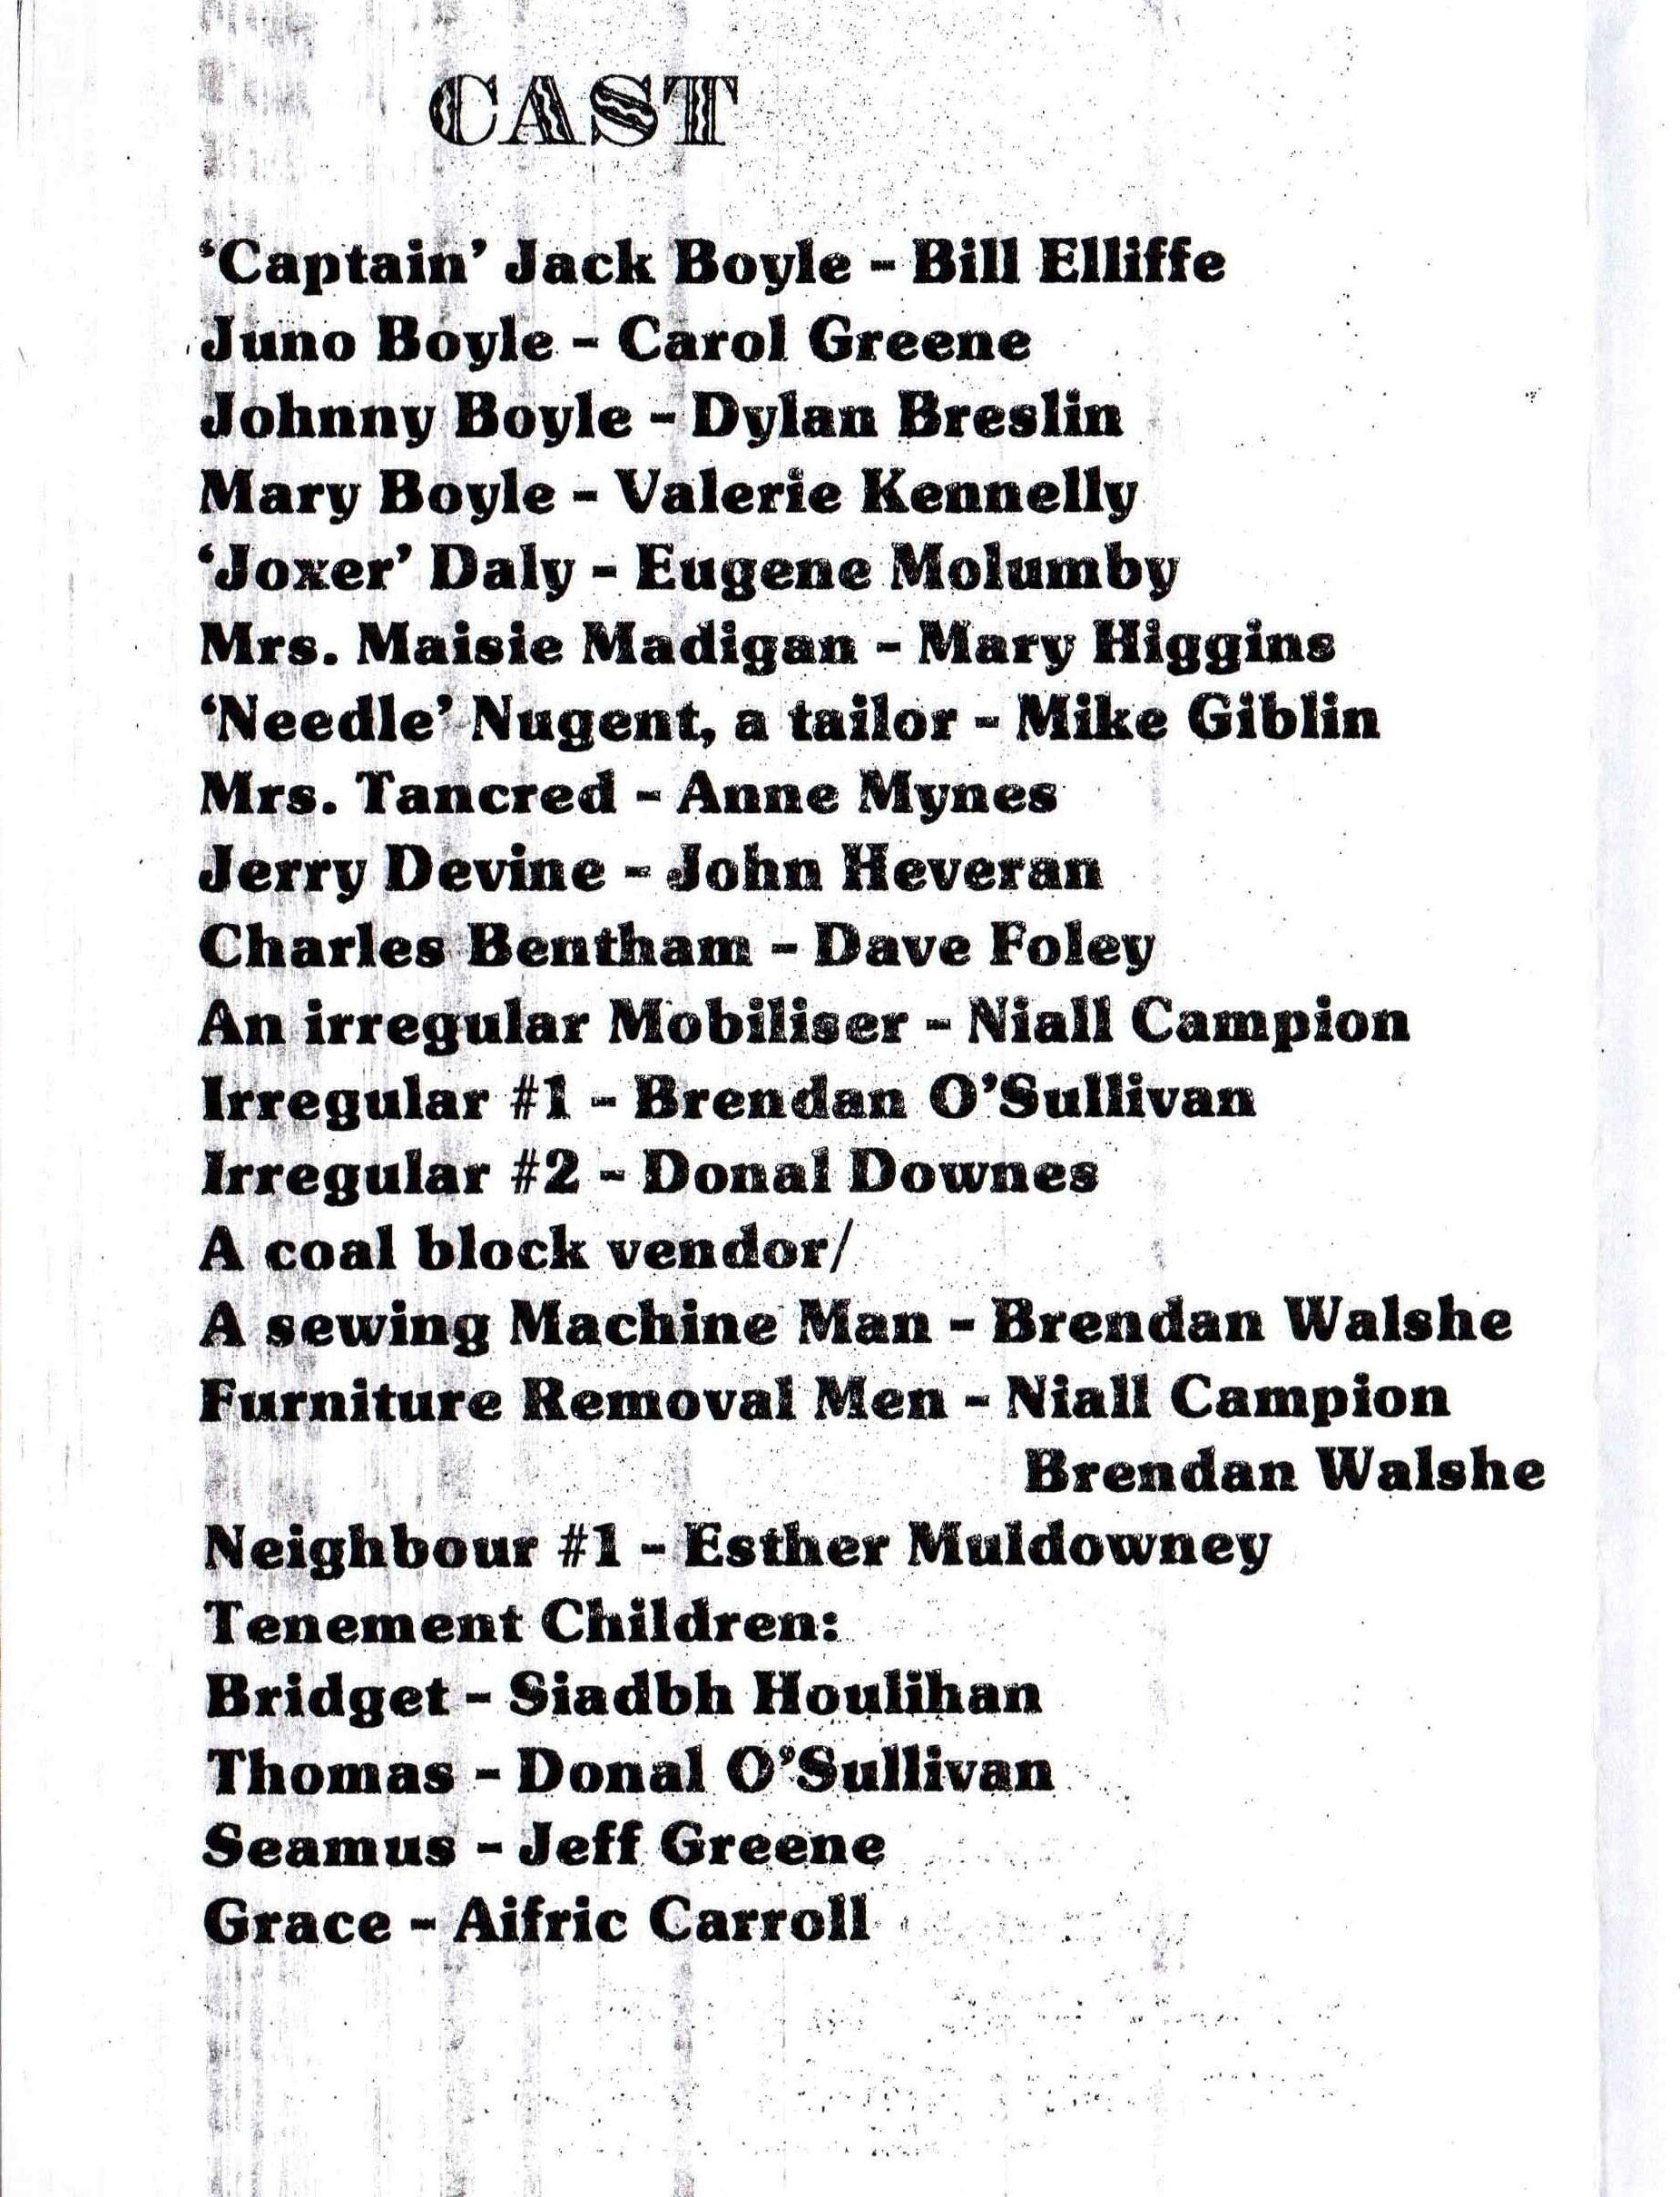 CAST
‘Captain’ Jack Boyle - Bill Elliffe
Juno Boyle - Carol Greene
Johnny Boyle - Dylan Breslin
Mary Boyle - Valerie Kennelly
‘Joxer’ Daly - Eugene Molumby
Mrs. Maisie Madigan - Mary Higgins
‘Needle’ Nugent, a tailor - Mike Giblin
Mrs. Tancred - Anne Mynes
Jerry Devine - John Heveran
Charles Bentham - Dave Foley
An irregular Mobiliser - Niall Campion
Irregular #1 - Brendan O’Sullivan
Irregular #2 - Donal Downes
A coal block vendor/
A sewing Machine Man - Brendan Walshe
Furniture Removal Men - Niall Campion
Brendan Walshe
Neighbour #1 - Esther Muldowney
Tenement Children:
Bridget - Siadbh Houlihan
Thomas - Donal O’Sullivan
Seamus - Jeff Greene
Grace - Aifric Carroll